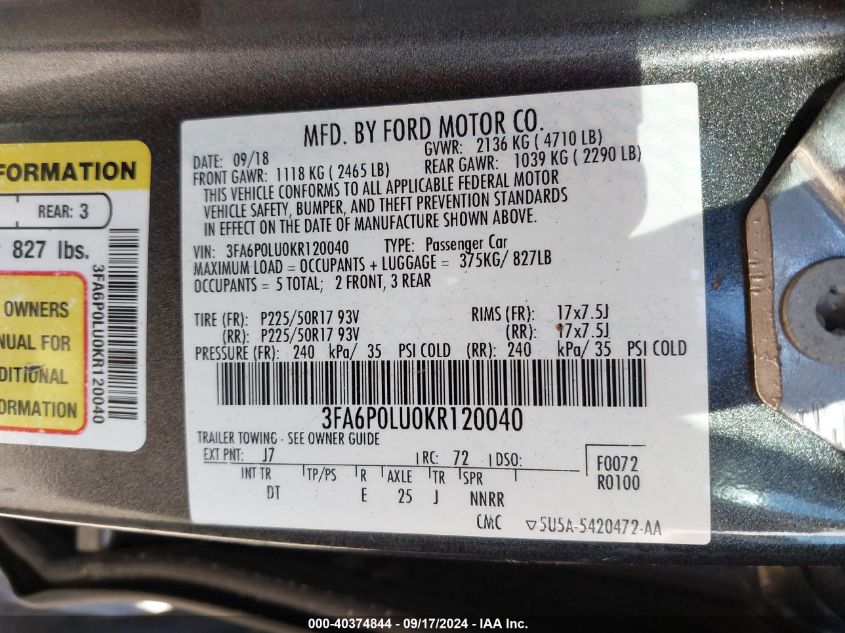 FORMATION
REAR: 3
827 lbs.
OWNERS
NUAL FOR
DITIONAL
ORMATION
3FA6P0LU0KR120040
MFD. BY FORD MOTOR CO.
DATE: 09/18 GVWR: 2136 KG ( 4710 LB)
FRONT GAWR: 1118 KG ( 2465 LB) REAR GAWR: 1039 KG ( 2290 LB)
THIS VEHICLE CONFORMS TO ALL APPLICABLE FEDERAL MOTOR
VEHICLE SAFETY, BUMPER, AND THEFT PREVENTION STANDARDS
IN EFFECT ON THE DATE OF MANUFACTURE SHOWN ABOVE.
VIN: 3FA6P0LU0KR120040 TYPE: Passenger Car
MAXIMUM LOAD = OCCUPANTS + LUGGAGE = 375KG/ 827LB
OCCUPANTS = 5 TOTAL; 2 FRONT, 3 REAR
TIRE (FR): P225/50R17 93V RIMS (FR): 17x7.5J
(RR): P225/50R17 93V (RR): 17x7.5J
PRESSURE (FR): 240 kPa/ 35 PSI COLD (RR): 240 kPa/ 35 PSI COLD
3FA6P0LU0KR120040
TRAILER TOWING - SEE OWNER GUIDE
EXT PNT: J7 RC: 72 DSO: F0072
INT TR TP/PS R AXLE TR SPR R0100
DT E 25 J NNRR
CMC ▽5U5A-5420472-AA
000-40374844 - 09/17/2024 - IAA Inc.